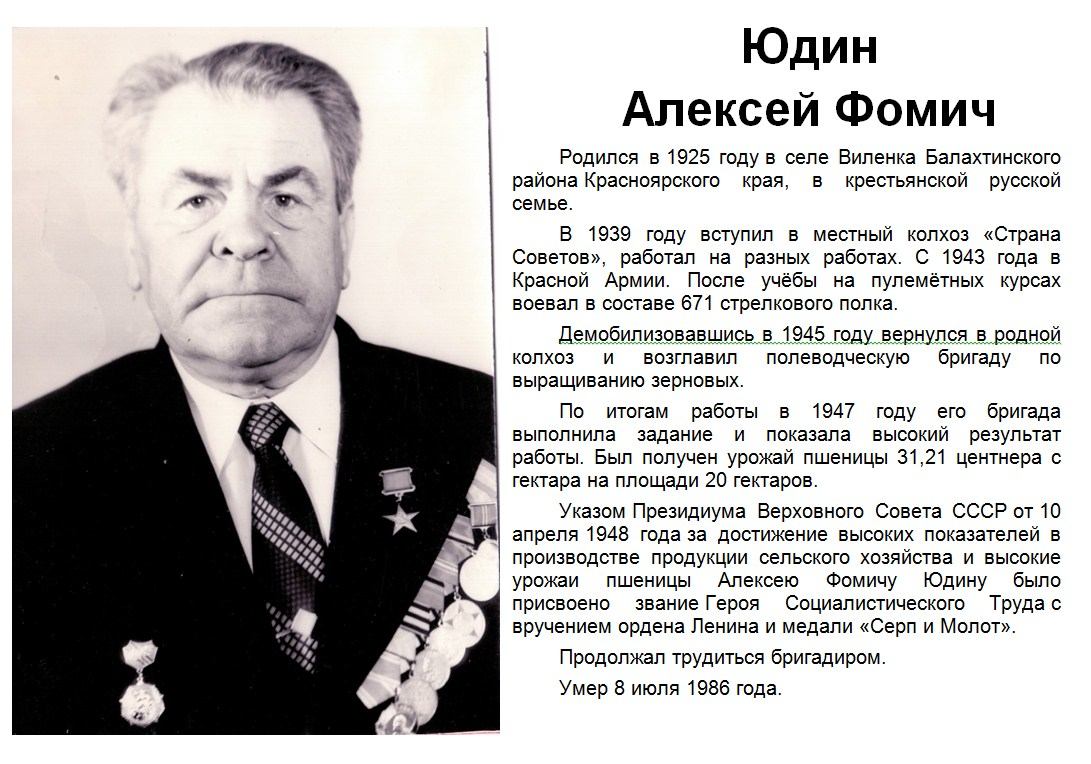 Юдин
Алексей Фомич
Родился в 1925 году в селе Виленка Балахтинского
района Красноярского края, в крестьянской русской
семье.
В 1939 году вступил в местный колхоз «Страна
Советов», работал на разных работах. С 1943 года в
Красной Армии. После учёбы на пулемётных курсах
воевал в составе 671 стрелкового полка.
Демобилизовавшись в 1945 году вернулся в родной
колхоз и возглавил полеводческую бригаду по
выращиванию зерновых.
По итогам работы в 1947 году его бригада
выполнила задание и показала высокий результат
работы. Был получен урожай пшеницы 31,21 центнера с
гектара на площади 20 гектаров.
Указом Президиума Верховного Совета СССР от 10
апреля 1948 года за достижение высоких показателей в
производстве продукции сельского хозяйства и высокие
урожаи пшеницы Алексею Фомичу Юдину было
присвоено звание Героя Социалистического Труда с
вручением ордена Ленина и медали «Серп и Молот».
Продолжал трудиться бригадиром.
Умер 8 июля 1986 года.